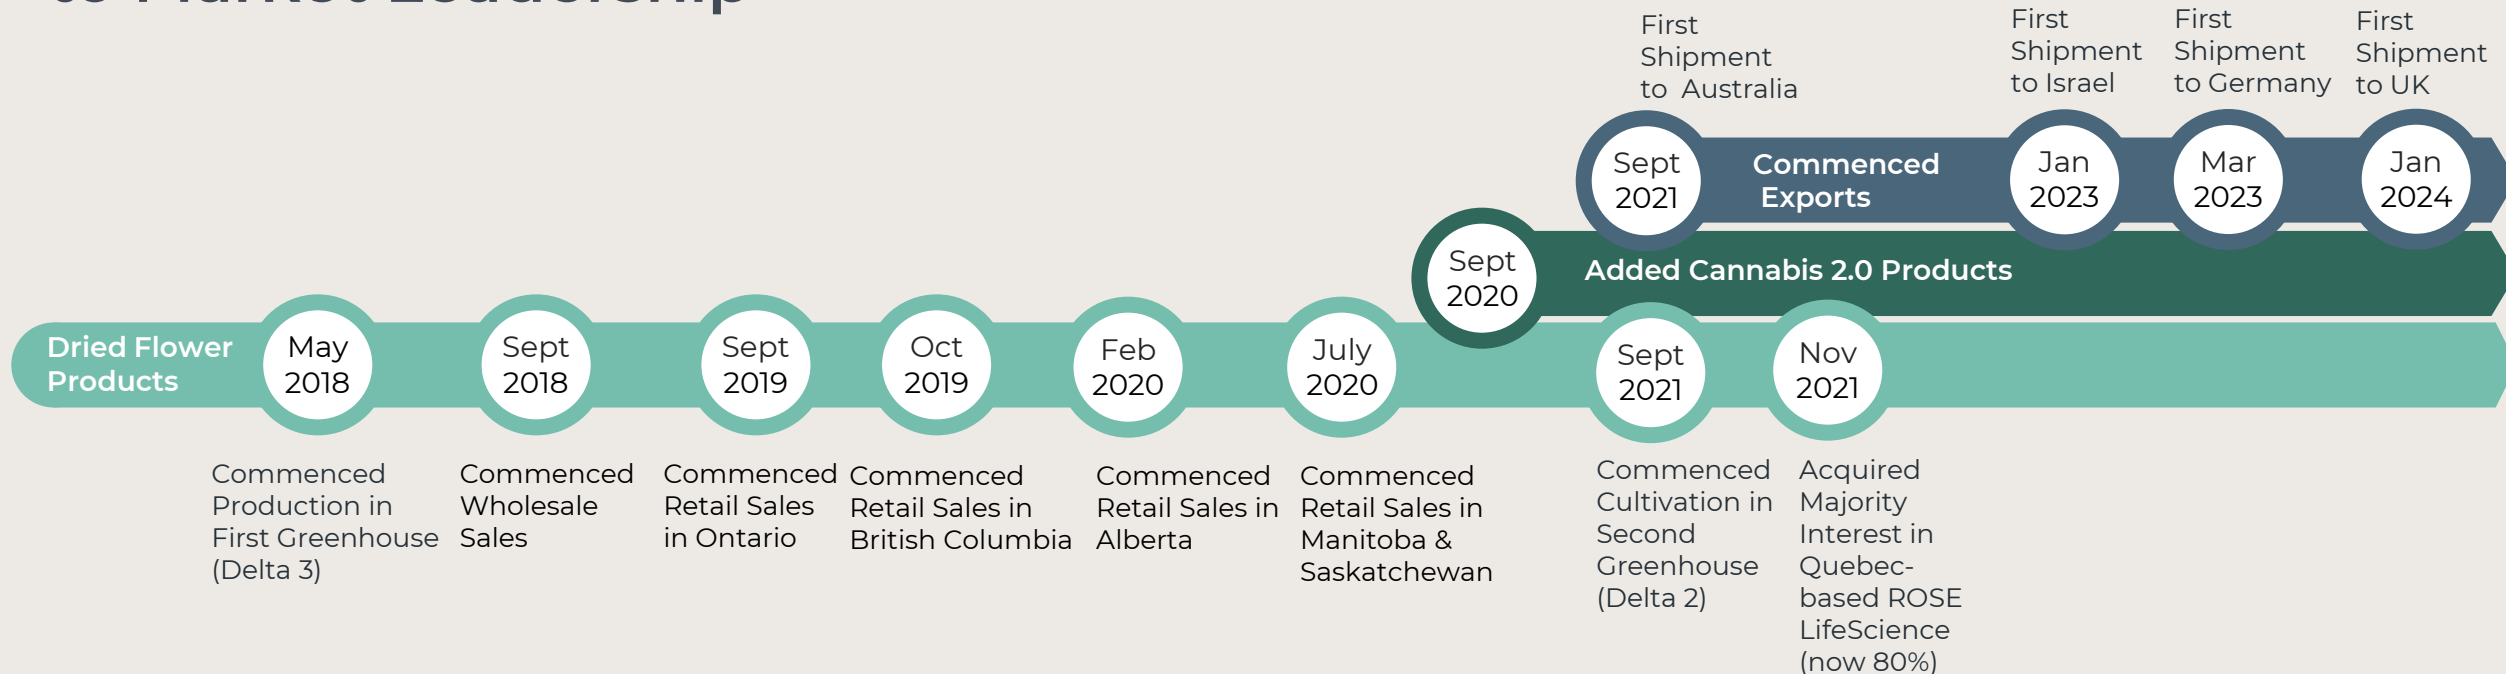 to Market Leadership
First
Shipment
to Australia
First
Shipment
to Israel
First
Shipment
to Germany
First
Shipment
to UK
Sept
2021
Commenced
Exports
Jan
2023
Mar
2023
Jan
2024
Sept
2020
Added Cannabis 2.0 Products
Dried Flower
Products
May
2018
Sept
2018
Sept
2019
Oct
2019
Feb
2020
July
2020
Sept
2021
Nov
2021
Commenced
Production in
First Greenhouse
(Delta 3)
Commenced
Wholesale
Sales
Commenced
Retail Sales
in Ontario
Commenced
Retail Sales in
British Columbia
Commenced
Retail Sales in
Alberta
Commenced
Retail Sales in
Manitoba &
Saskatchewan
Commenced
Cultivation in
Second
Greenhouse
(Delta 2)
Acquired
Majority
Interest in
Quebec-
based ROSE
LifeScience
(now 80%)